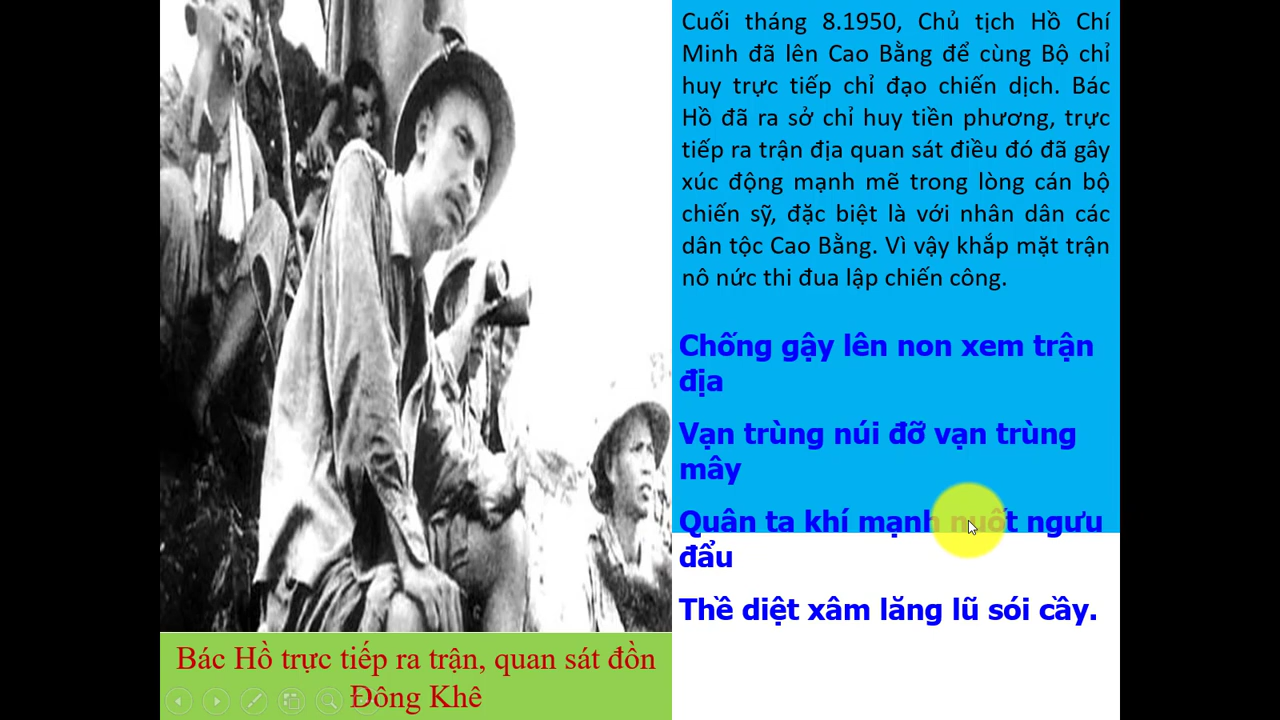 Cuối tháng 8.1950, Chủ tịch Hồ Chí
Minh đã lên Cao Bằng để cùng Bộ chỉ
huy trực tiếp chỉ đạo chiến dịch. Bác
Hồ đã ra sở chỉ huy tiền phương, trực
tiếp ra trận địa quan sát điều đó đã gây
xúc động mạnh mẽ trong lòng cán bộ
chiến sỹ, đặc biệt là với nhân dân các
dân tộc Cao Bằng. Vì vậy khắp mặt trận
nô nức thi đua lập chiến công.
Chống gậy lên non xem trận
địa
Vạn trùng núi đỡ vạn trùng
mây
Quân ta khí mạnh nuốt ngưu
đẩu
Thề diệt xâm lăng lũ sói cầy.
Bác Hồ trực tiếp ra trận, quan sát đồn
Đông Khê